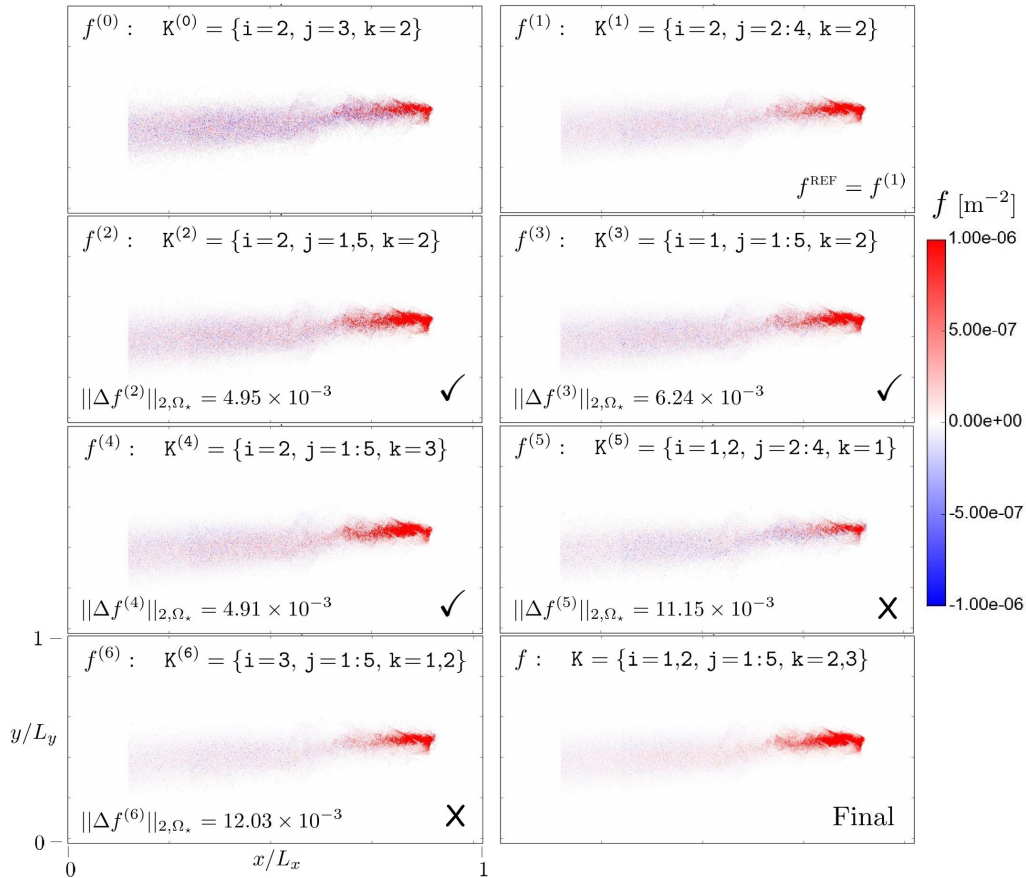 f^(0) : K^(0) = {i=2, j=3, k=2}
f^(1) : K^(1) = {i=2, j=2:4, k=2}
f^REF = f^(1)
f^(2) : K^(2) = {i=2, j=1,5, k=2}
||Δf^(2)||_2,Ω⋆ = 4.95 × 10^−3 ✓
f^(3) : K^(3) = {i=1, j=1:5, k=2}
||Δf^(3)||_2,Ω⋆ = 6.24 × 10^−3 ✓
f^(4) : K^(4) = {i=2, j=1:5, k=3}
||Δf^(4)||_2,Ω⋆ = 4.91 × 10^−3 ✓
f^(5) : K^(5) = {i=1,2, j=2:4, k=1}
||Δf^(5)||_2,Ω⋆ = 11.15 × 10^−3 X
f^(6) : K^(6) = {i=3, j=1:5, k=1,2}
||Δf^(6)||_2,Ω⋆ = 12.03 × 10^−3 X
f : K = {i=1,2, j=1:5, k=2,3}
Final
1
y/L_y
0
0
x/L_x
1
f [m^−2]
1.00e-06
5.00e-07
0.00e+00
-5.00e-07
-1.00e-06